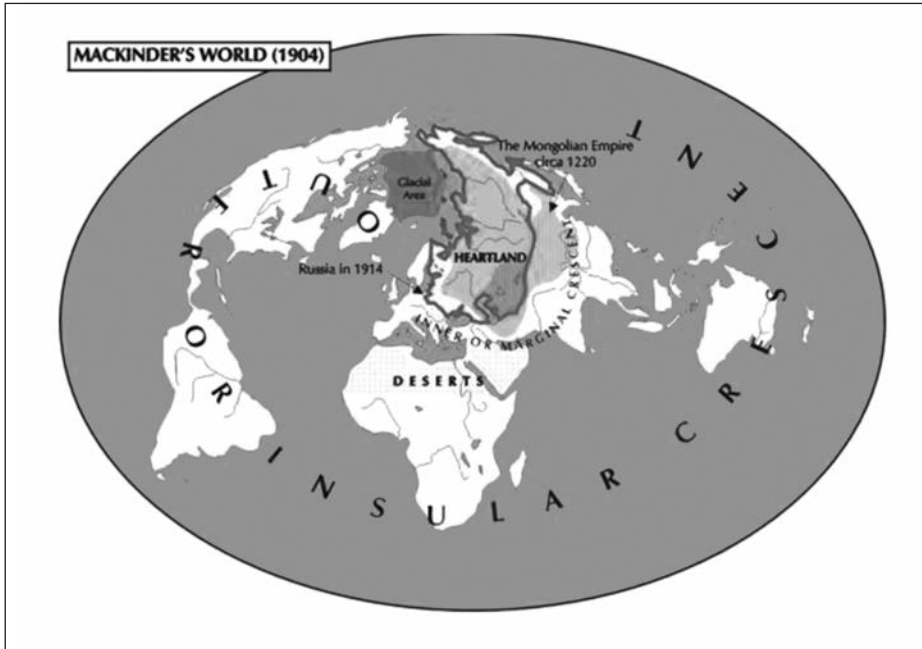 MACKINDER'S WORLD (1904)
The Mongolian Empire
circa 1220
Glacial
Area
Russia in 1914
HEARTLAND
INNER OR MARGINAL CRESCENT
DESERTS
OUTER OR INSULAR CRESCENT